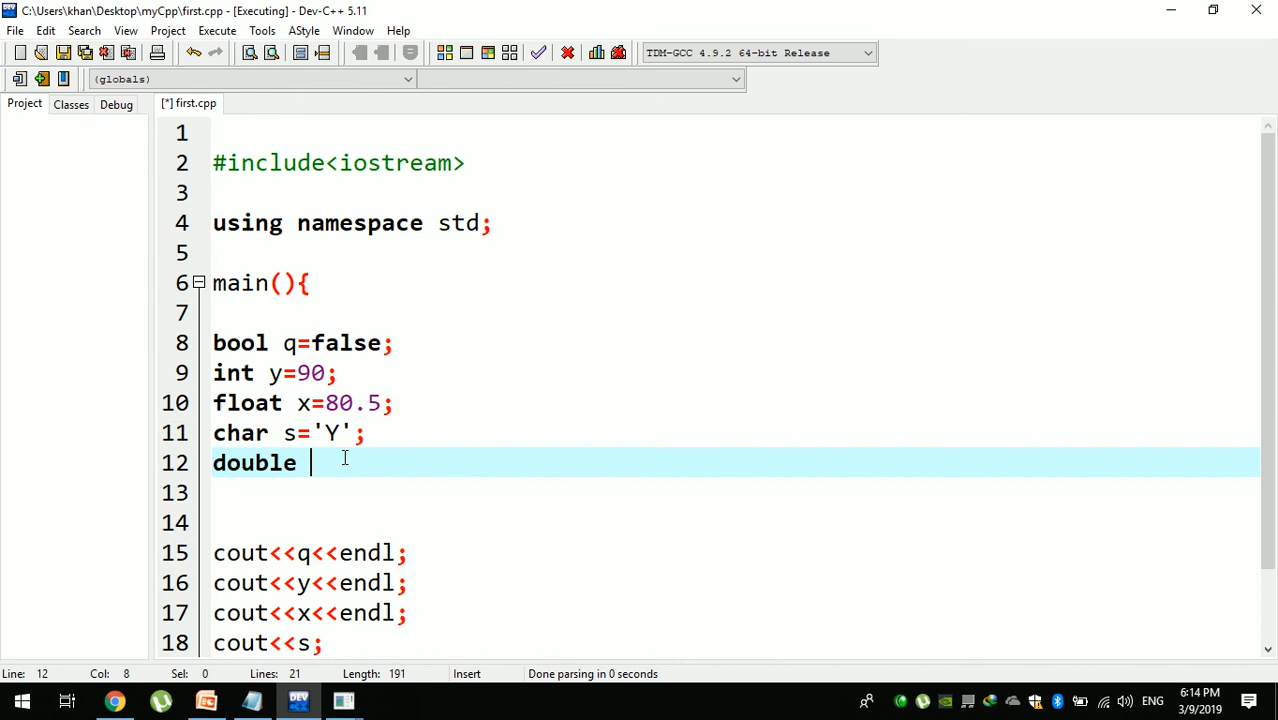 C:\Users\khan\Desktop\myCpp\first.cpp - [Executing] - Dev-C++ 5.11
File Edit Search View Project Execute Tools AStyle Window Help
TDM-GCC 4.9.2 64-bit Release
(globals)
Project Classes Debug [*] first.cpp
1
2 #include<iostream>
3
4 using namespace std;
5
6 main(){
7
8 bool q=false;
9 int y=90;
10 float x=80.5;
11 char s='Y';
12 double
13
14
15 cout<<q<<endl;
16 cout<<y<<endl;
17 cout<<x<<endl;
18 cout<<s;
Line: 12 Col: 8 Sel: 0 Lines: 21 Length: 191 Insert Done parsing in 0 seconds
DEV
ENG
6:14 PM
3/9/2019